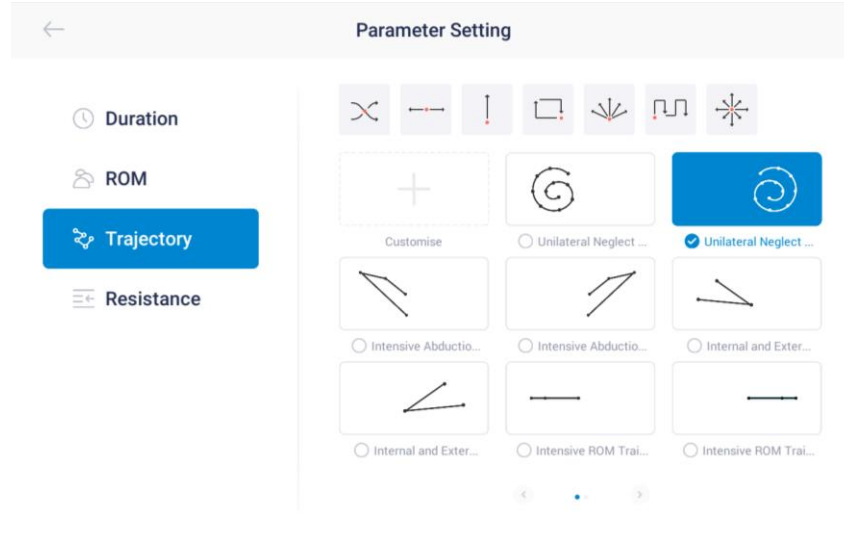 Parameter Setting
Duration
ROM
Trajectory
Resistance
Customise
Unilateral Neglect ...
Unilateral Neglect ...
Intensive Abductio...
Intensive Abductio...
Internal and Exter...
Internal and Exter...
Intensive ROM Trai...
Intensive ROM Trai...